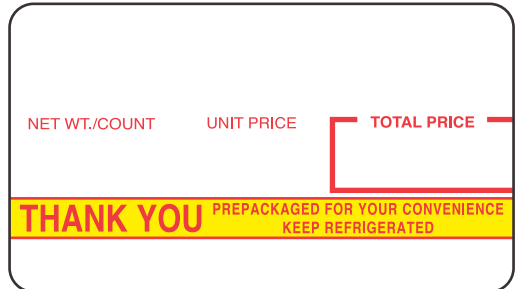 NET WT./COUNT UNIT PRICE TOTAL PRICE
THANK YOU PREPACKAGED FOR YOUR CONVENIENCE
KEEP REFRIGERATED